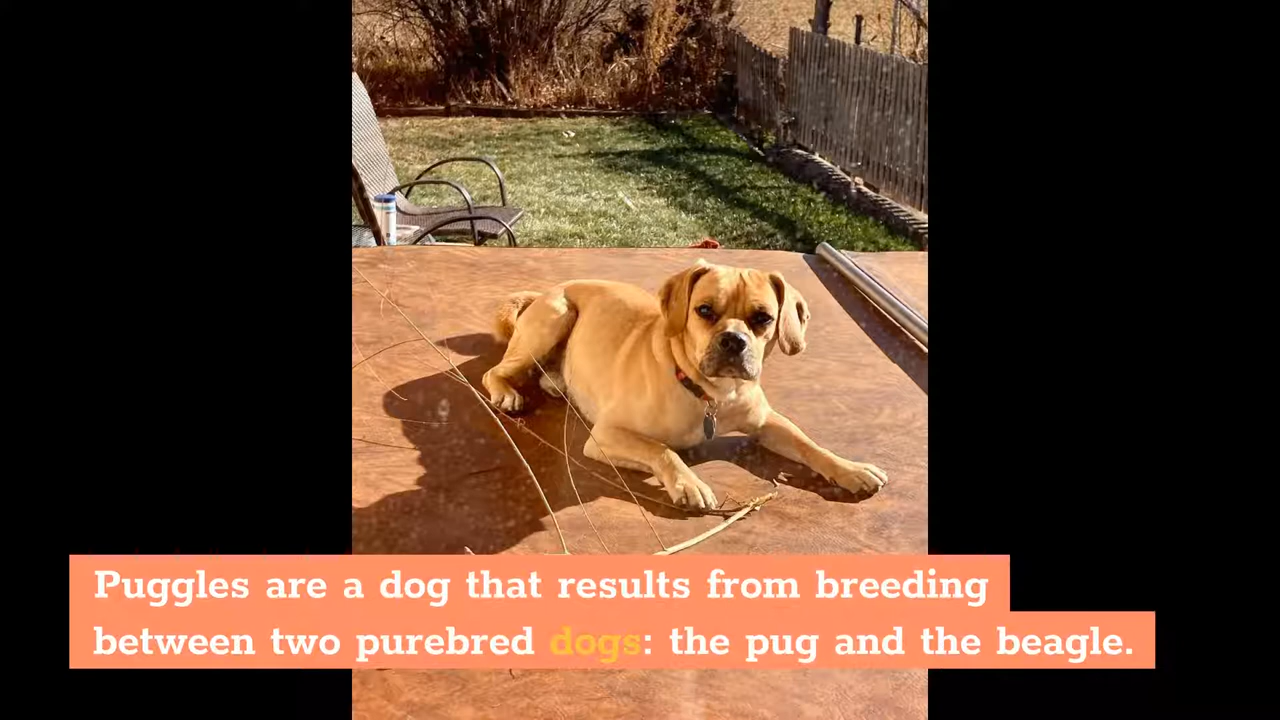 Puggles are a dog that results from breeding
between two purebred dogs: the pug and the beagle.